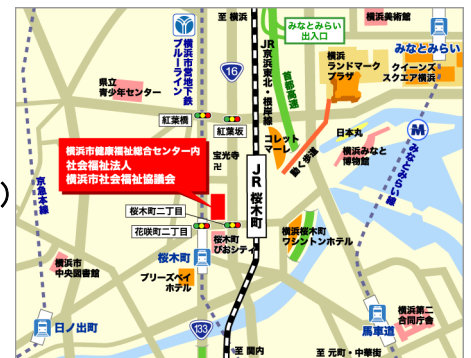 至 横浜
みなとみらい
出入口
横浜美術館
みなとみらい
横浜市営地下鉄
ブルーライン
16
JR京浜東北・根岸線
首都高速
横浜
ランドマーク
プラザ
クイーンズ
スクエア横浜
県立
青少年センター
紅葉橋
紅葉坂
コレット
マーレ
動く歩道
日本丸
横浜みなと
博物館
みなとみらい線
横浜市健康福祉総合センター内
社会福祉法人
横浜市社会福祉協議会
宝光寺
卍
JR 桜木町
)
京急本線
桜木町二丁目
花咲町二丁目
桜木町
ぴおシティ
横浜桜木町
ワシントンホテル
桜木町
横浜市
中央図書館
ブリーズベイ
ホテル
日ノ出町
133
至 関内
馬車道
横浜第二
合同庁舎
至 元町・中華街